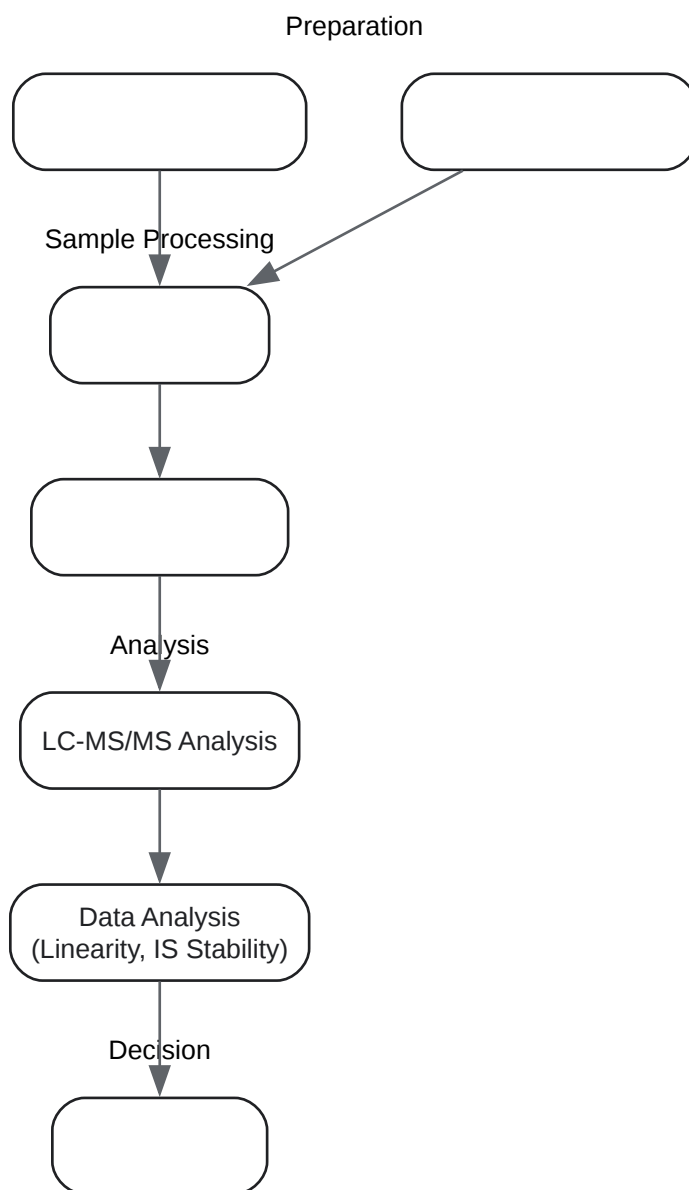 Preparation
Sample Processing
Analysis
LC-MS/MS Analysis
Data Analysis
(Linearity, IS Stability)
Decision